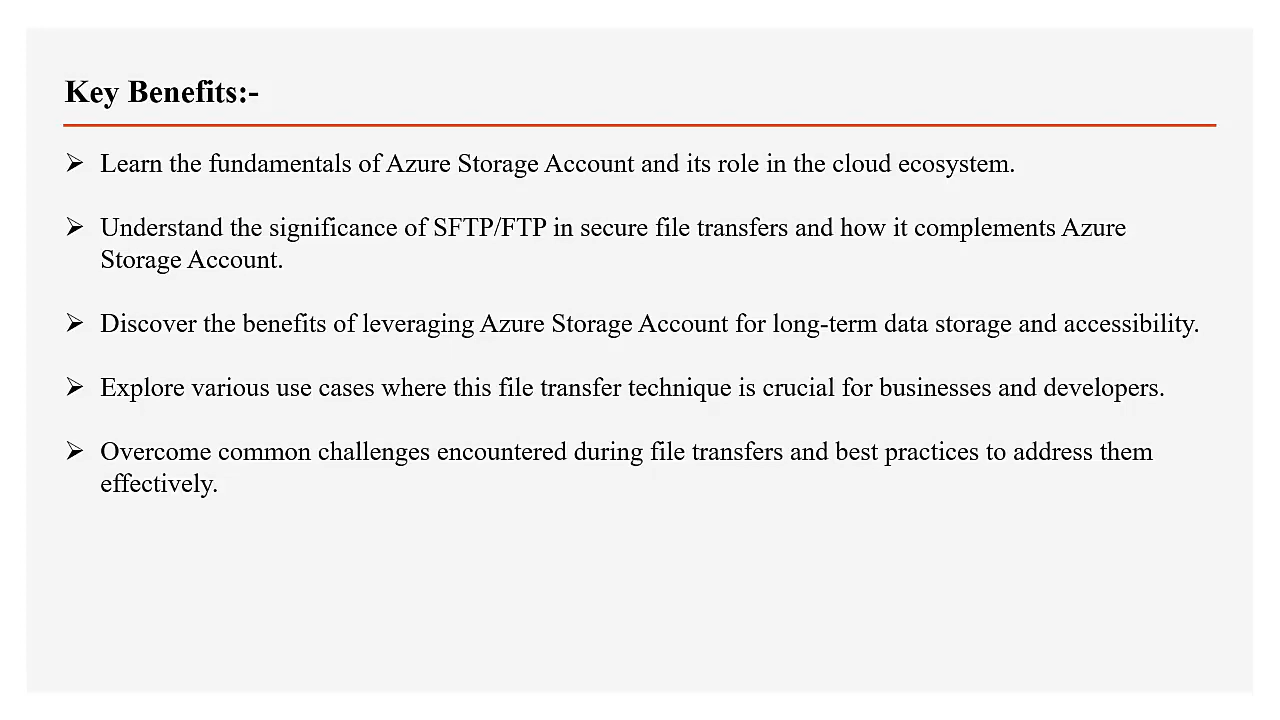 Key Benefits:-
➢ Learn the fundamentals of Azure Storage Account and its role in the cloud ecosystem.
➢ Understand the significance of SFTP/FTP in secure file transfers and how it complements Azure
Storage Account.
➢ Discover the benefits of leveraging Azure Storage Account for long-term data storage and accessibility.
➢ Explore various use cases where this file transfer technique is crucial for businesses and developers.
➢ Overcome common challenges encountered during file transfers and best practices to address them
effectively.